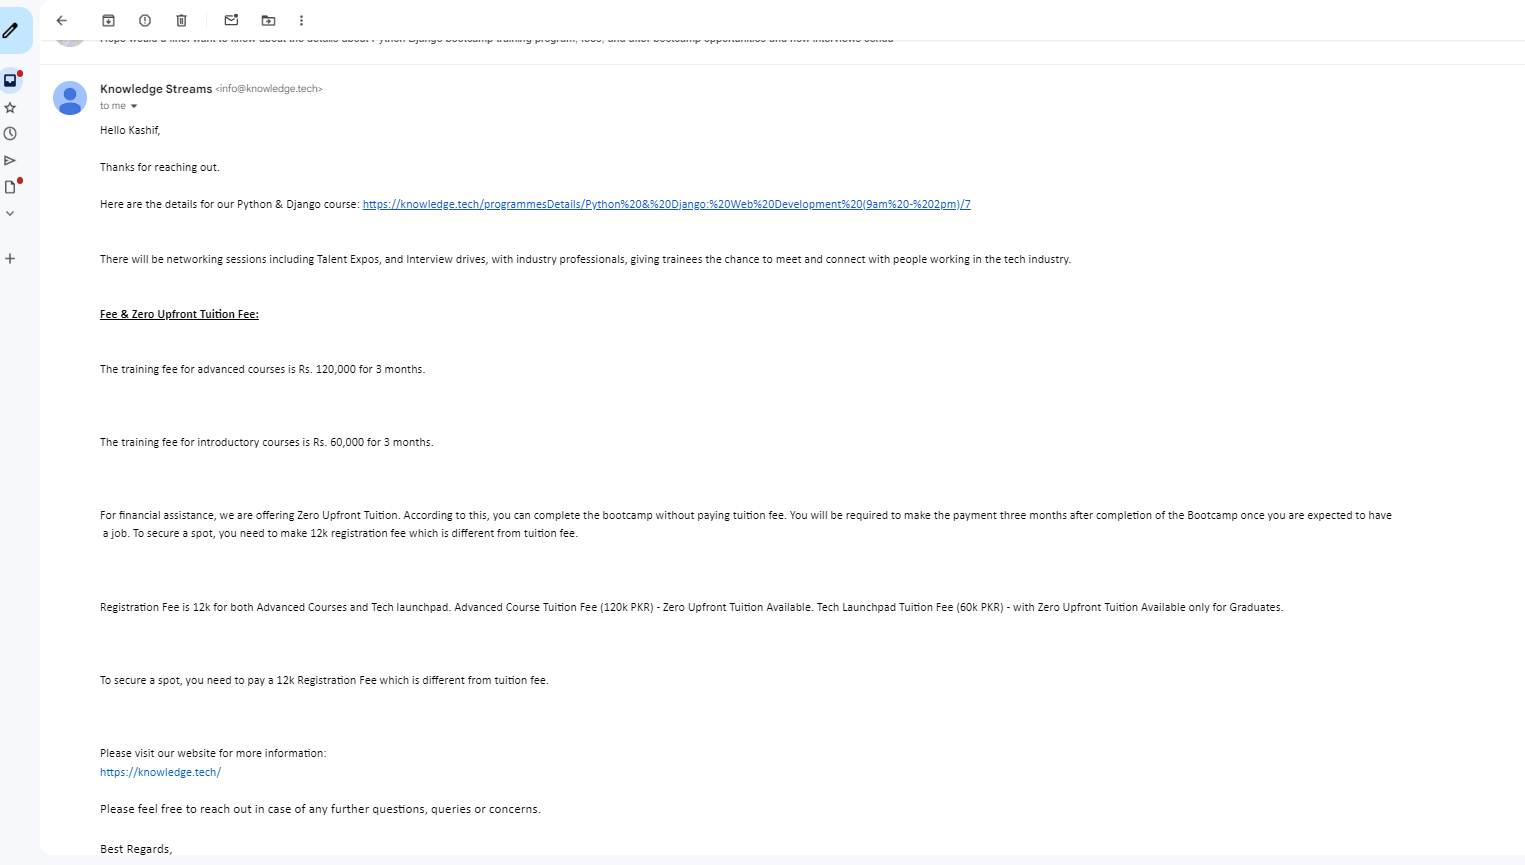 Knowledge Streams <info@knowledge.tech>
to me
Hello Kashif,
Thanks for reaching out.
Here are the details for our Python & Django course: https://knowledge.tech/programmesDetails/Python%20&%20Django:%20Web%20Development%20(9am%20-%202pm)/7
There will be networking sessions including Talent Expos, and Interview drives, with industry professionals, giving trainees the chance to meet and connect with people working in the tech industry.
Fee & Zero Upfront Tuition Fee:
The training fee for advanced courses is Rs. 120,000 for 3 months.
The training fee for introductory courses is Rs. 60,000 for 3 months.
For financial assistance, we are offering Zero Upfront Tuition. According to this, you can complete the bootcamp without paying tuition fee. You will be required to make the payment three months after completion of the Bootcamp once you are expected to have
a job. To secure a spot, you need to make 12k registration fee which is different from tuition fee.
Registration Fee is 12k for both Advanced Courses and Tech launchpad. Advanced Course Tuition Fee (120k PKR) - Zero Upfront Tuition Available. Tech Launchpad Tuition Fee (60k PKR) - with Zero Upfront Tuition Available only for Graduates.
To secure a spot, you need to pay a 12k Registration Fee which is different from tuition fee.
Please visit our website for more information:
https://knowledge.tech/
Please feel free to reach out in case of any further questions, queries or concerns.
Best Regards,